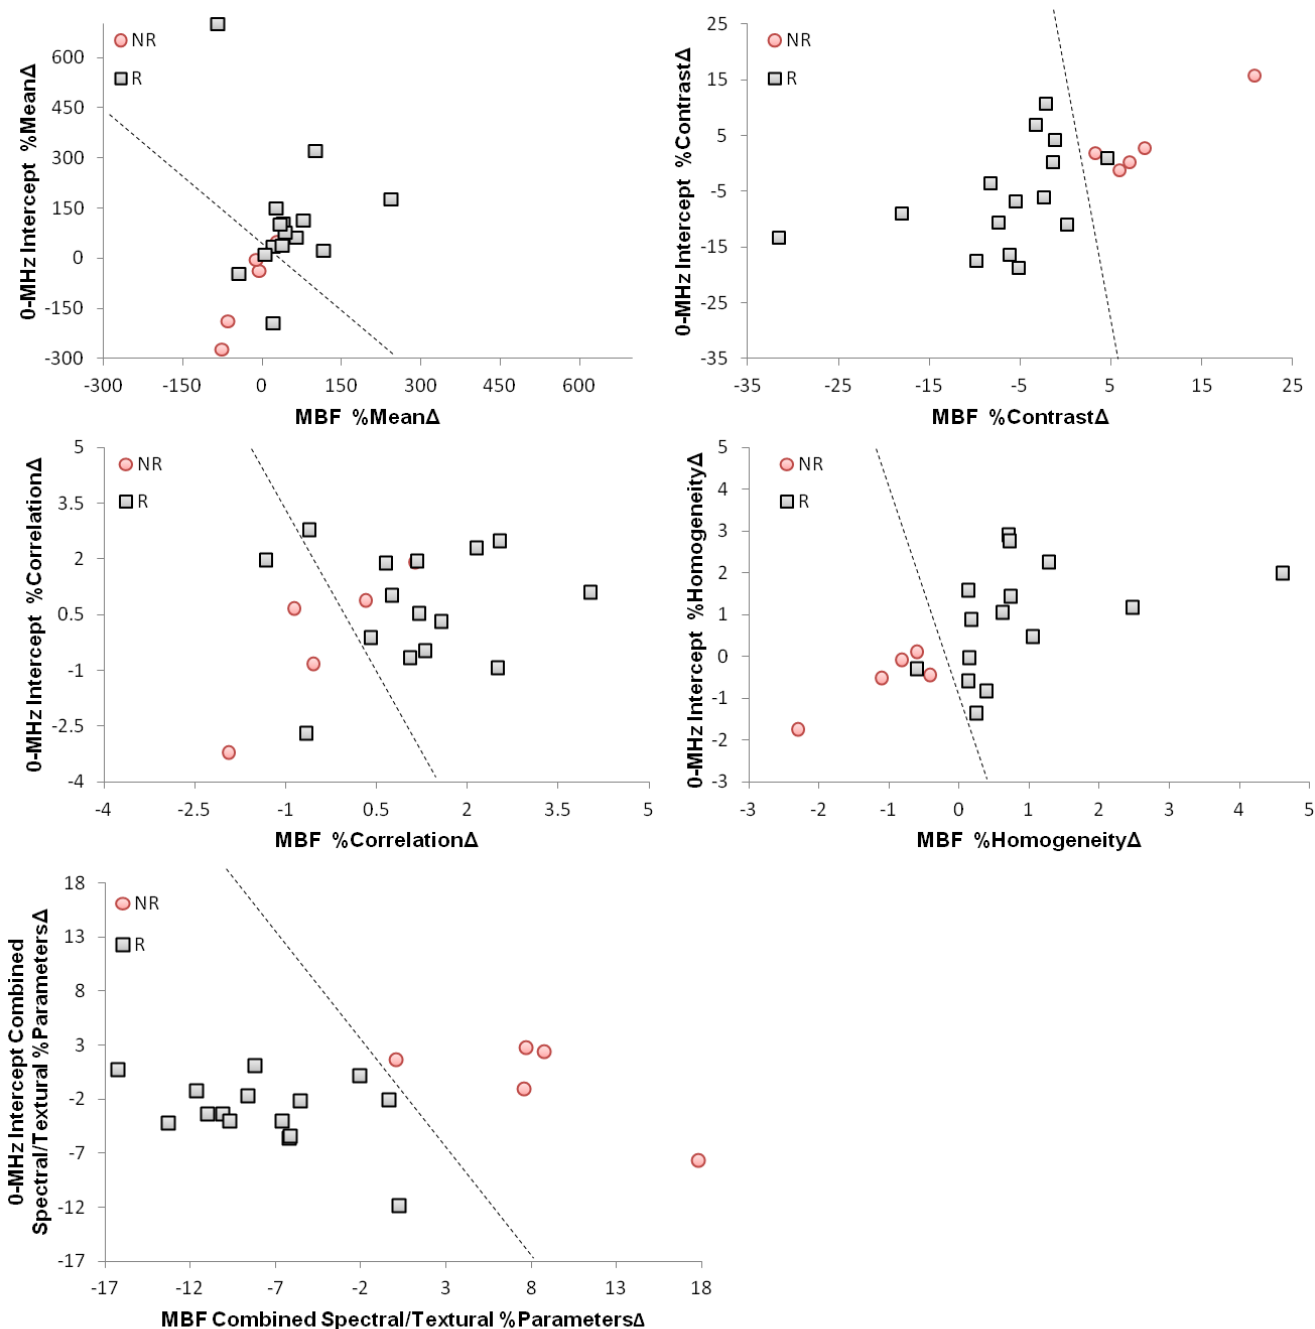 0-MHz Intercept %MeanΔ
NR
R
600
450
300
150
0
-150
-300
-300 -150 0 150 300 450 600
MBF %MeanΔ
0-MHz Intercept %ContrastΔ
NR
R
25
15
5
-5
-15
-25
-35
-35 -25 -15 -5 5 15 25
MBF %ContrastΔ
0-MHz Intercept %CorrelationΔ
NR
R
5
3.5
2
0.5
-1
-2.5
-4
-4 -2.5 -1 0.5 2 3.5 5
MBF %CorrelationΔ
0-MHz Intercept %HomogeneityΔ
NR
R
5
4
3
2
1
0
-1
-2
-3
-3 -2 -1 0 1 2 3 4 5
MBF %HomogeneityΔ
0-MHz Intercept Combined
Spectral/Textural %ParametersΔ
NR
R
18
13
8
3
-2
-7
-12
-17
-17 -12 -7 -2 3 8 13 18
MBF Combined Spectral/Textural %ParametersΔ